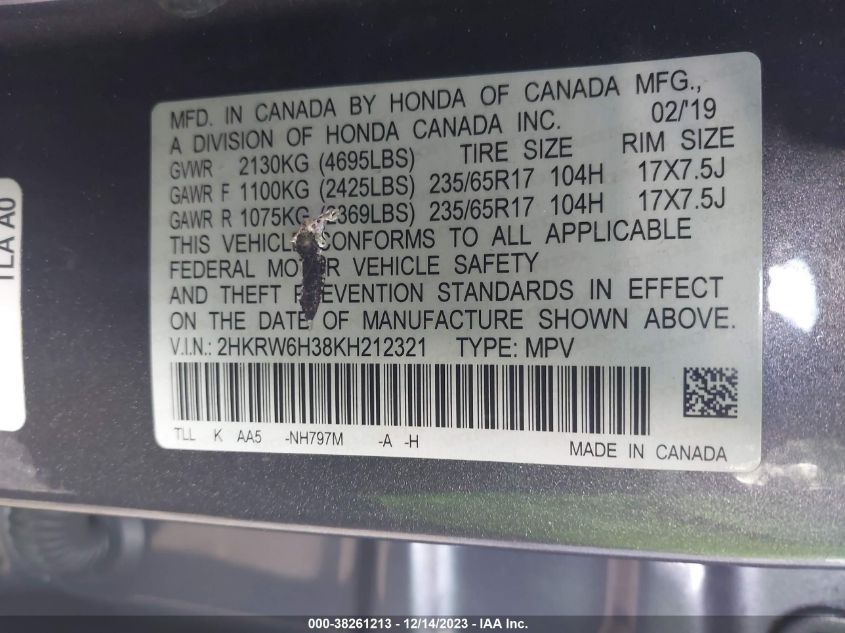 MFD. IN CANADA BY HONDA OF CANADA MFG.,
A DIVISION OF HONDA CANADA INC. 02/'19
GVWR 2130KG (4695LBS) TIRE SIZE RIM SIZE
GAWR F 1100KG (2425LBS) 235/65R17 104H 17X7.5J
GAWR R 1075KG 369LBS) 235/65R17 104H 17X7.5J
THIS VEHICLE CONFORMS TO ALL APPLICABLE
FEDERAL MOTOR VEHICLE SAFETY
AND THEFT PREVENTION STANDARDS IN EFFECT
ON THE DATE OF MANUFACTURE SHOWN ABOVE.
V.I.N.: 2HKRW6H38KH212321 TYPE: MPV
TLL K AA5 -NH797M -A -H
MADE IN CANADA
TLA A0
000-38261213 - 12/14/2023 - IAA Inc.